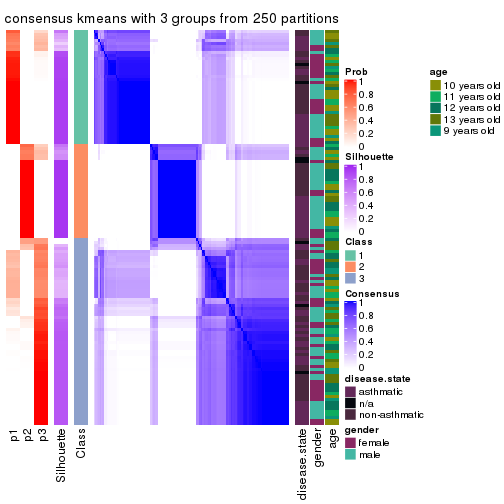 consensus kmeans with 3 groups from 250 partitions
Prob
1
0.8
0.6
0.4
0.2
0
Silhouette
1
0.8
0.6
0.4
0.2
0
Class
1
2
3
Consensus
1
0.8
0.6
0.4
0.2
0
disease.state
asthmatic
n/a
non-asthmatic
gender
female
male
age
10 years old
11 years old
12 years old
13 years old
9 years old
p1
p2
p3
Silhouette
Class
disease.state
gender
age